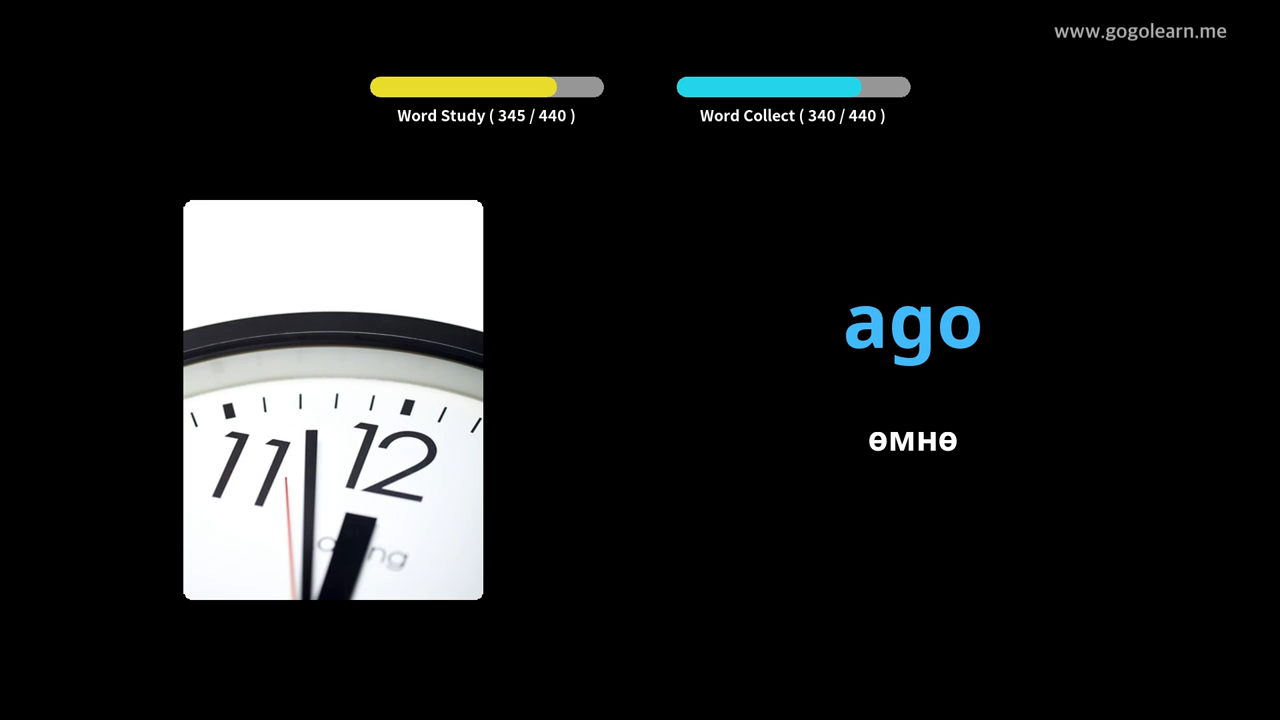 www.gogolearn.me
Word Study ( 345 / 440 )
Word Collect ( 340 / 440 )
ago
өмнө
11
12